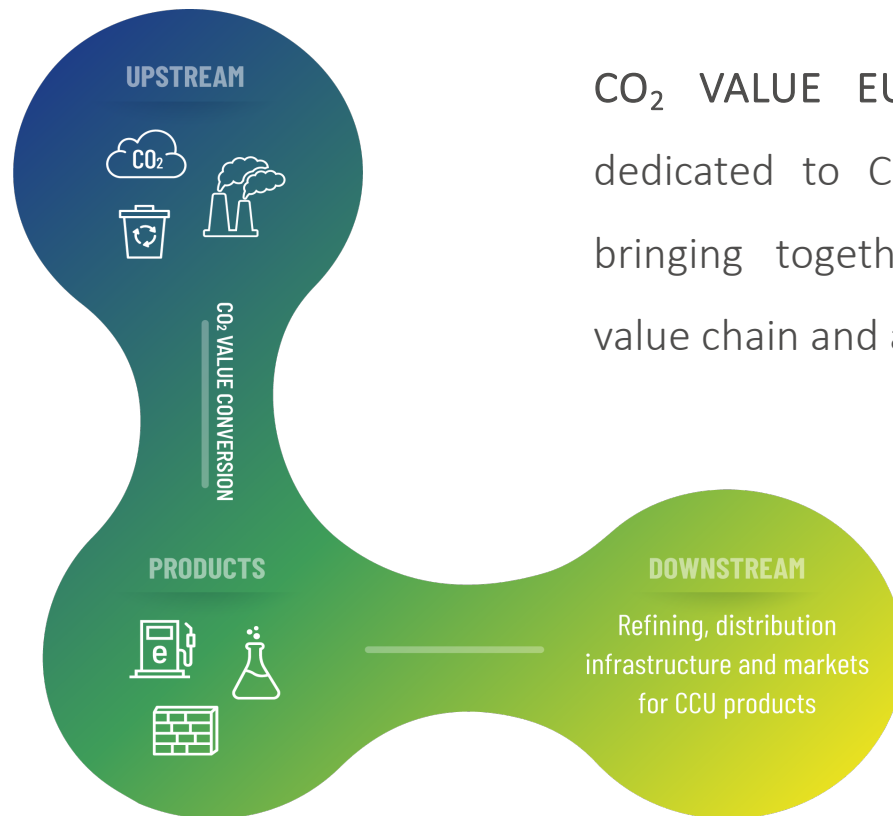 UPSTREAM
CO₂
CO₂ VALUE CONVERSION
PRODUCTS
e
DOWNSTREAM
Refining, distribution
infrastructure and markets
for CCU products
CO₂ VALUE
dedicated to
bringing
value chain and